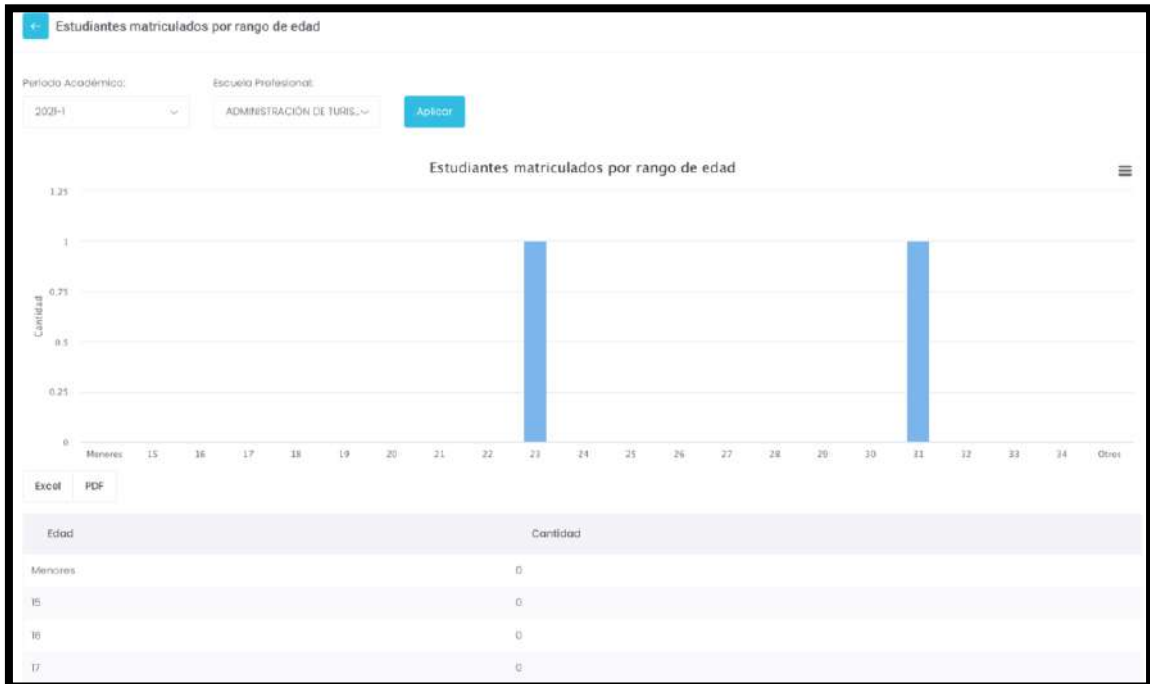 Estudiantes matriculados por rango de edad
Periodo Académico: Escuela Profesional:
2021-1 ADMINISTRACIÓN DE TURIS... Aplicar
Estudiantes matriculados por rango de edad
1.25
1
0.75
0.5
0.25
0
Cantidad
Menores 15 16 17 18 19 20 21 22 23 24 25 26 27 28 29 30 31 32 33 34 Otros
Excel PDF
Edad Cantidad
Menores 0
15 0
16 0
17 0